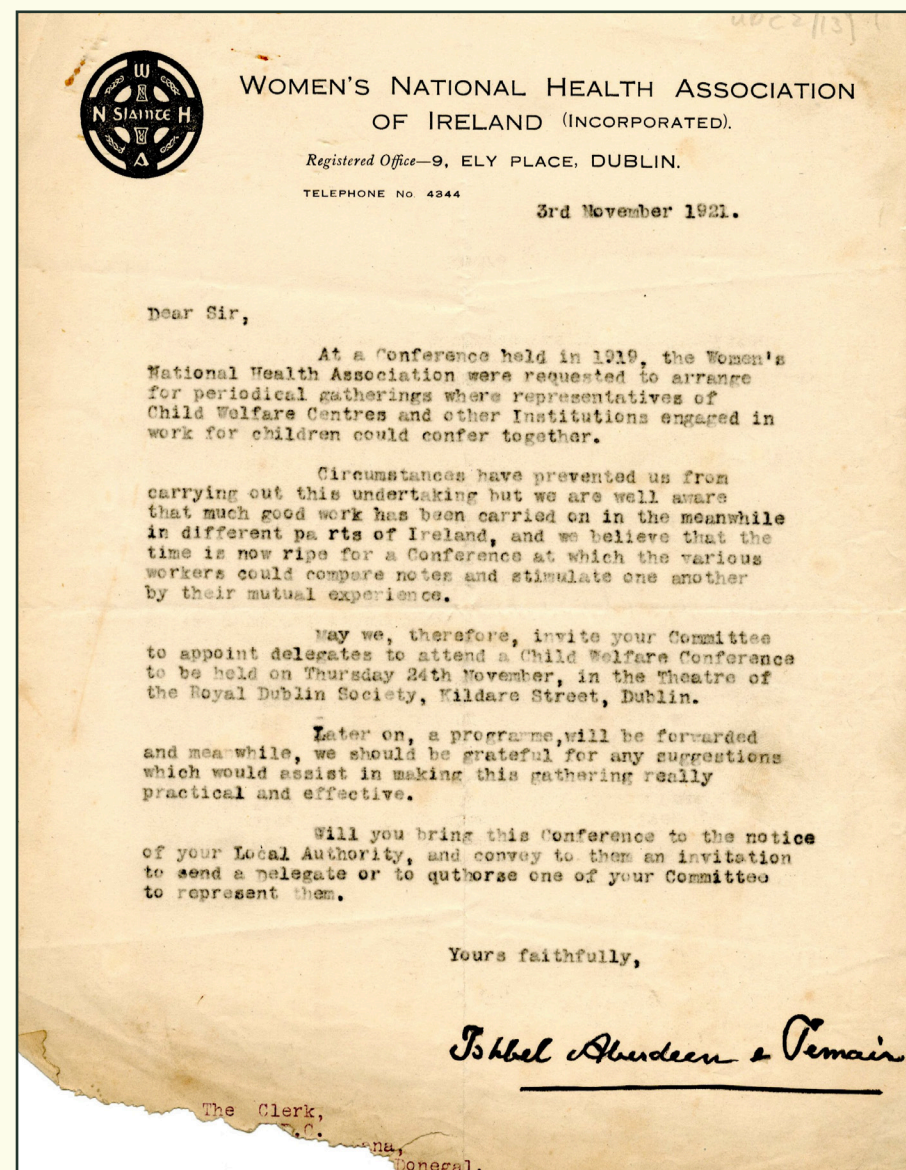 UDC 2/13/
W
N SLAINTE H
A
WOMEN'S NATIONAL HEALTH ASSOCIATION
OF IRELAND (INCORPORATED).
Registered Office—9, ELY PLACE, DUBLIN.
TELEPHONE No. 4344
3rd November 1921.
Dear Sir,
At a Conference held in 1919, the Women's
National Health Association were requested to arrange
for periodical gatherings where representatives of
Child Welfare Centres and other Institutions engaged in
work for children could confer together.
Circumstances have prevented us from
carrying out this undertaking but we are well aware
that much good work has been carried on in the meanwhile
in different pa rts of Ireland, and we believe that the
time is now ripe for a Conference at which the various
workers could compare notes and stimulate one another
by their mutual experience.
May we, therefore, invite your Committee
to appoint delegates to attend a Child Welfare Conference
to be held on Thursday 24th November, in the Theatre of
the Royal Dublin Society, Kildare Street, Dublin.
Later on, a programme,will be forwarded
and meanwhile, we should be grateful for any suggestions
which would assist in making this gathering really
practical and effective.
Will you bring this Conference to the notice
of your Local Authority, and convey to them an invitation
to send a delegate or to quthorse one of your Committee
to represent them.
Yours faithfully,
Ishbel Aberdeen & Temair
The Clerk,
D.C.
na,
Donegal.